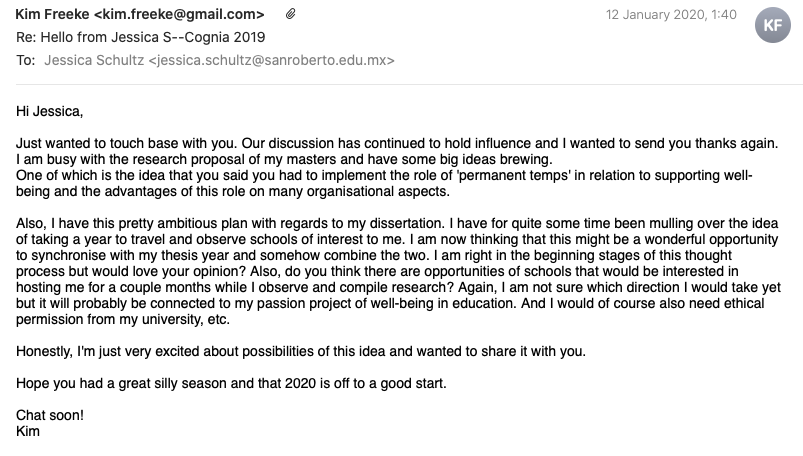 Kim Freeke <kim.freeke@gmail.com>
12 January 2020, 1:40
KF
Re: Hello from Jessica S--Cognia 2019
To: Jessica Schultz <jessica.schultz@sanroberto.edu.mx>
Hi Jessica,
Just wanted to touch base with you. Our discussion has continued to hold influence and I wanted to send you thanks again.
I am busy with the research proposal of my masters and have some big ideas brewing.
One of which is the idea that you said you had to implement the role of 'permanent temps' in relation to supporting well-
being and the advantages of this role on many organisational aspects.
Also, I have this pretty ambitious plan with regards to my dissertation. I have for quite some time been mulling over the idea
of taking a year to travel and observe schools of interest to me. I am now thinking that this might be a wonderful opportunity
to synchronise with my thesis year and somehow combine the two. I am right in the beginning stages of this thought
process but would love your opinion? Also, do you think there are opportunities of schools that would be interested in
hosting me for a couple months while I observe and compile research? Again, I am not sure which direction I would take yet
but it will probably be connected to my passion project of well-being in education. And I would of course also need ethical
permission from my university, etc.
Honestly, I'm just very excited about possibilities of this idea and wanted to share it with you.
Hope you had a great silly season and that 2020 is off to a good start.
Chat soon!
Kim